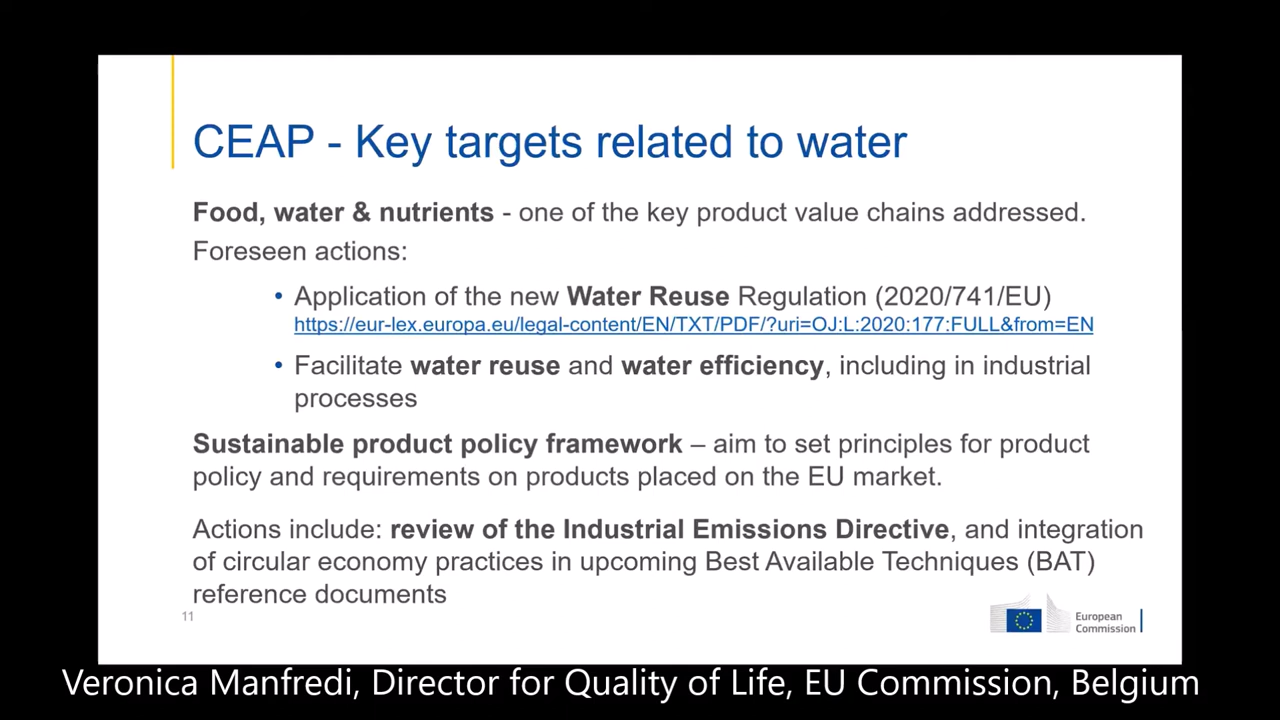 CEAP - Key targets related to water
Food, water & nutrients - one of the key product value chains addressed.
Foreseen actions:
• Application of the new Water Reuse Regulation (2020/741/EU)
https://eur-lex.europa.eu/legal-content/EN/TXT/PDF/?uri=OJ:L:2020:177:FULL&from=EN
• Facilitate water reuse and water efficiency, including in industrial
processes
Sustainable product policy framework – aim to set principles for product
policy and requirements on products placed on the EU market.
Actions include: review of the Industrial Emissions Directive, and integration
of circular economy practices in upcoming Best Available Techniques (BAT)
reference documents
11
European
Commission
Veronica Manfredi, Director for Quality of Life, EU Commission, Belgium